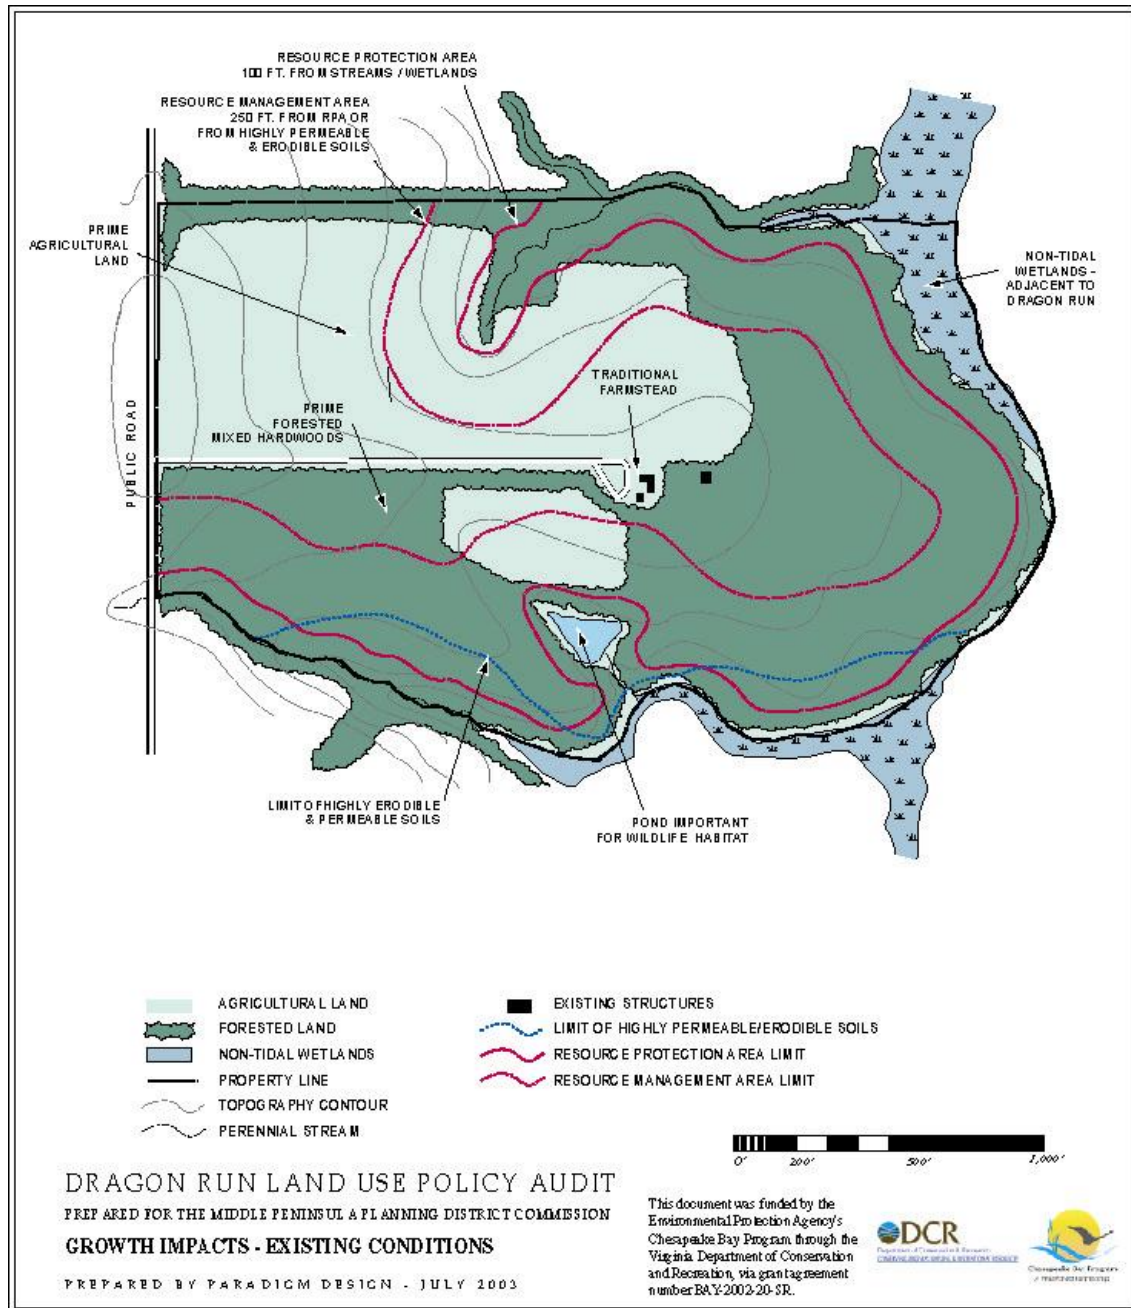 RESOURCE PROTECTION AREA
100 FT. FROM STREAMS / WETLANDS
RESOURCE MANAGEMENT AREA
250 FT. FROM RPA OR
FROM HIGHLY PERMEABLE
& ERODIBLE SOILS
PRIME
AGRICULTURAL
LAND
NON-TIDAL
WETLANDS -
ADJACENT TO
DRAGON RUN
TRADITIONAL
FARMSTEAD
PRIME
FORESTED
MIXED HARDWOODS
PUBLIC ROAD
LIMIT OF HIGHLY ERODIBLE
& PERMEABLE SOILS
POND IMPORTANT
FOR WILDLIFE HABITAT
AGRICULTURAL LAND
FORESTED LAND
NON-TIDAL WETLANDS
PROPERTY LINE
TOPOGRAPHY CONTOUR
PERENNIAL STREAM
EXISTING STRUCTURES
LIMIT OF HIGHLY PERMEABLE/ERODIBLE SOILS
RESOURCE PROTECTION AREA LIMIT
RESOURCE MANAGEMENT AREA LIMIT
0' 200' 500' 1,000'
DRAGON RUN LAND USE POLICY AUDIT
PREPARED FOR THE MIDDLE PENINSULA PLANNING DISTRICT COMMISSION
GROWTH IMPACTS - EXISTING CONDITIONS
PREPARED BY PARADIGM DESIGN - JULY 2003
This document was funded by the
Environmental Protection Agency's
Chesapeake Bay Program through the
Virginia Department of Conservation
and Recreation, via grant agreement
number BAY-2002-20-SR.
DCR
Department of Conservation & Recreation
Chesapeake Bay Program